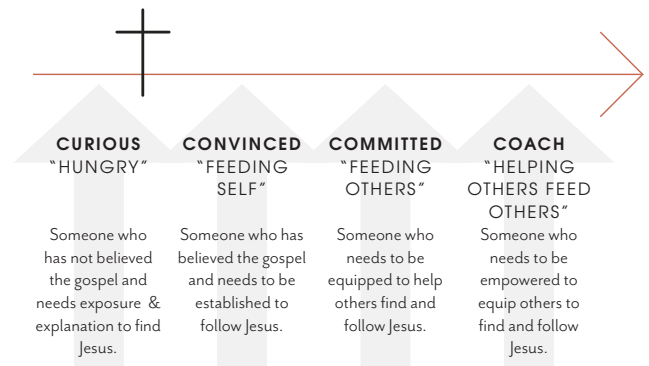 CURIOUS
"HUNGRY"
Someone who
has not believed
the gospel and
needs exposure &
explanation to find
Jesus.
CONVINCED
"FEEDING
SELF"
Someone who has
believed the gospel
and needs to be
established to
follow Jesus.
COMMITTED
"FEEDING
OTHERS"
Someone who
needs to be
equipped to help
others find and
follow Jesus.
COACH
"HELPING
OTHERS FEED
OTHERS"
Someone who
needs to be
empowered to
equip others to
find and follow
Jesus.